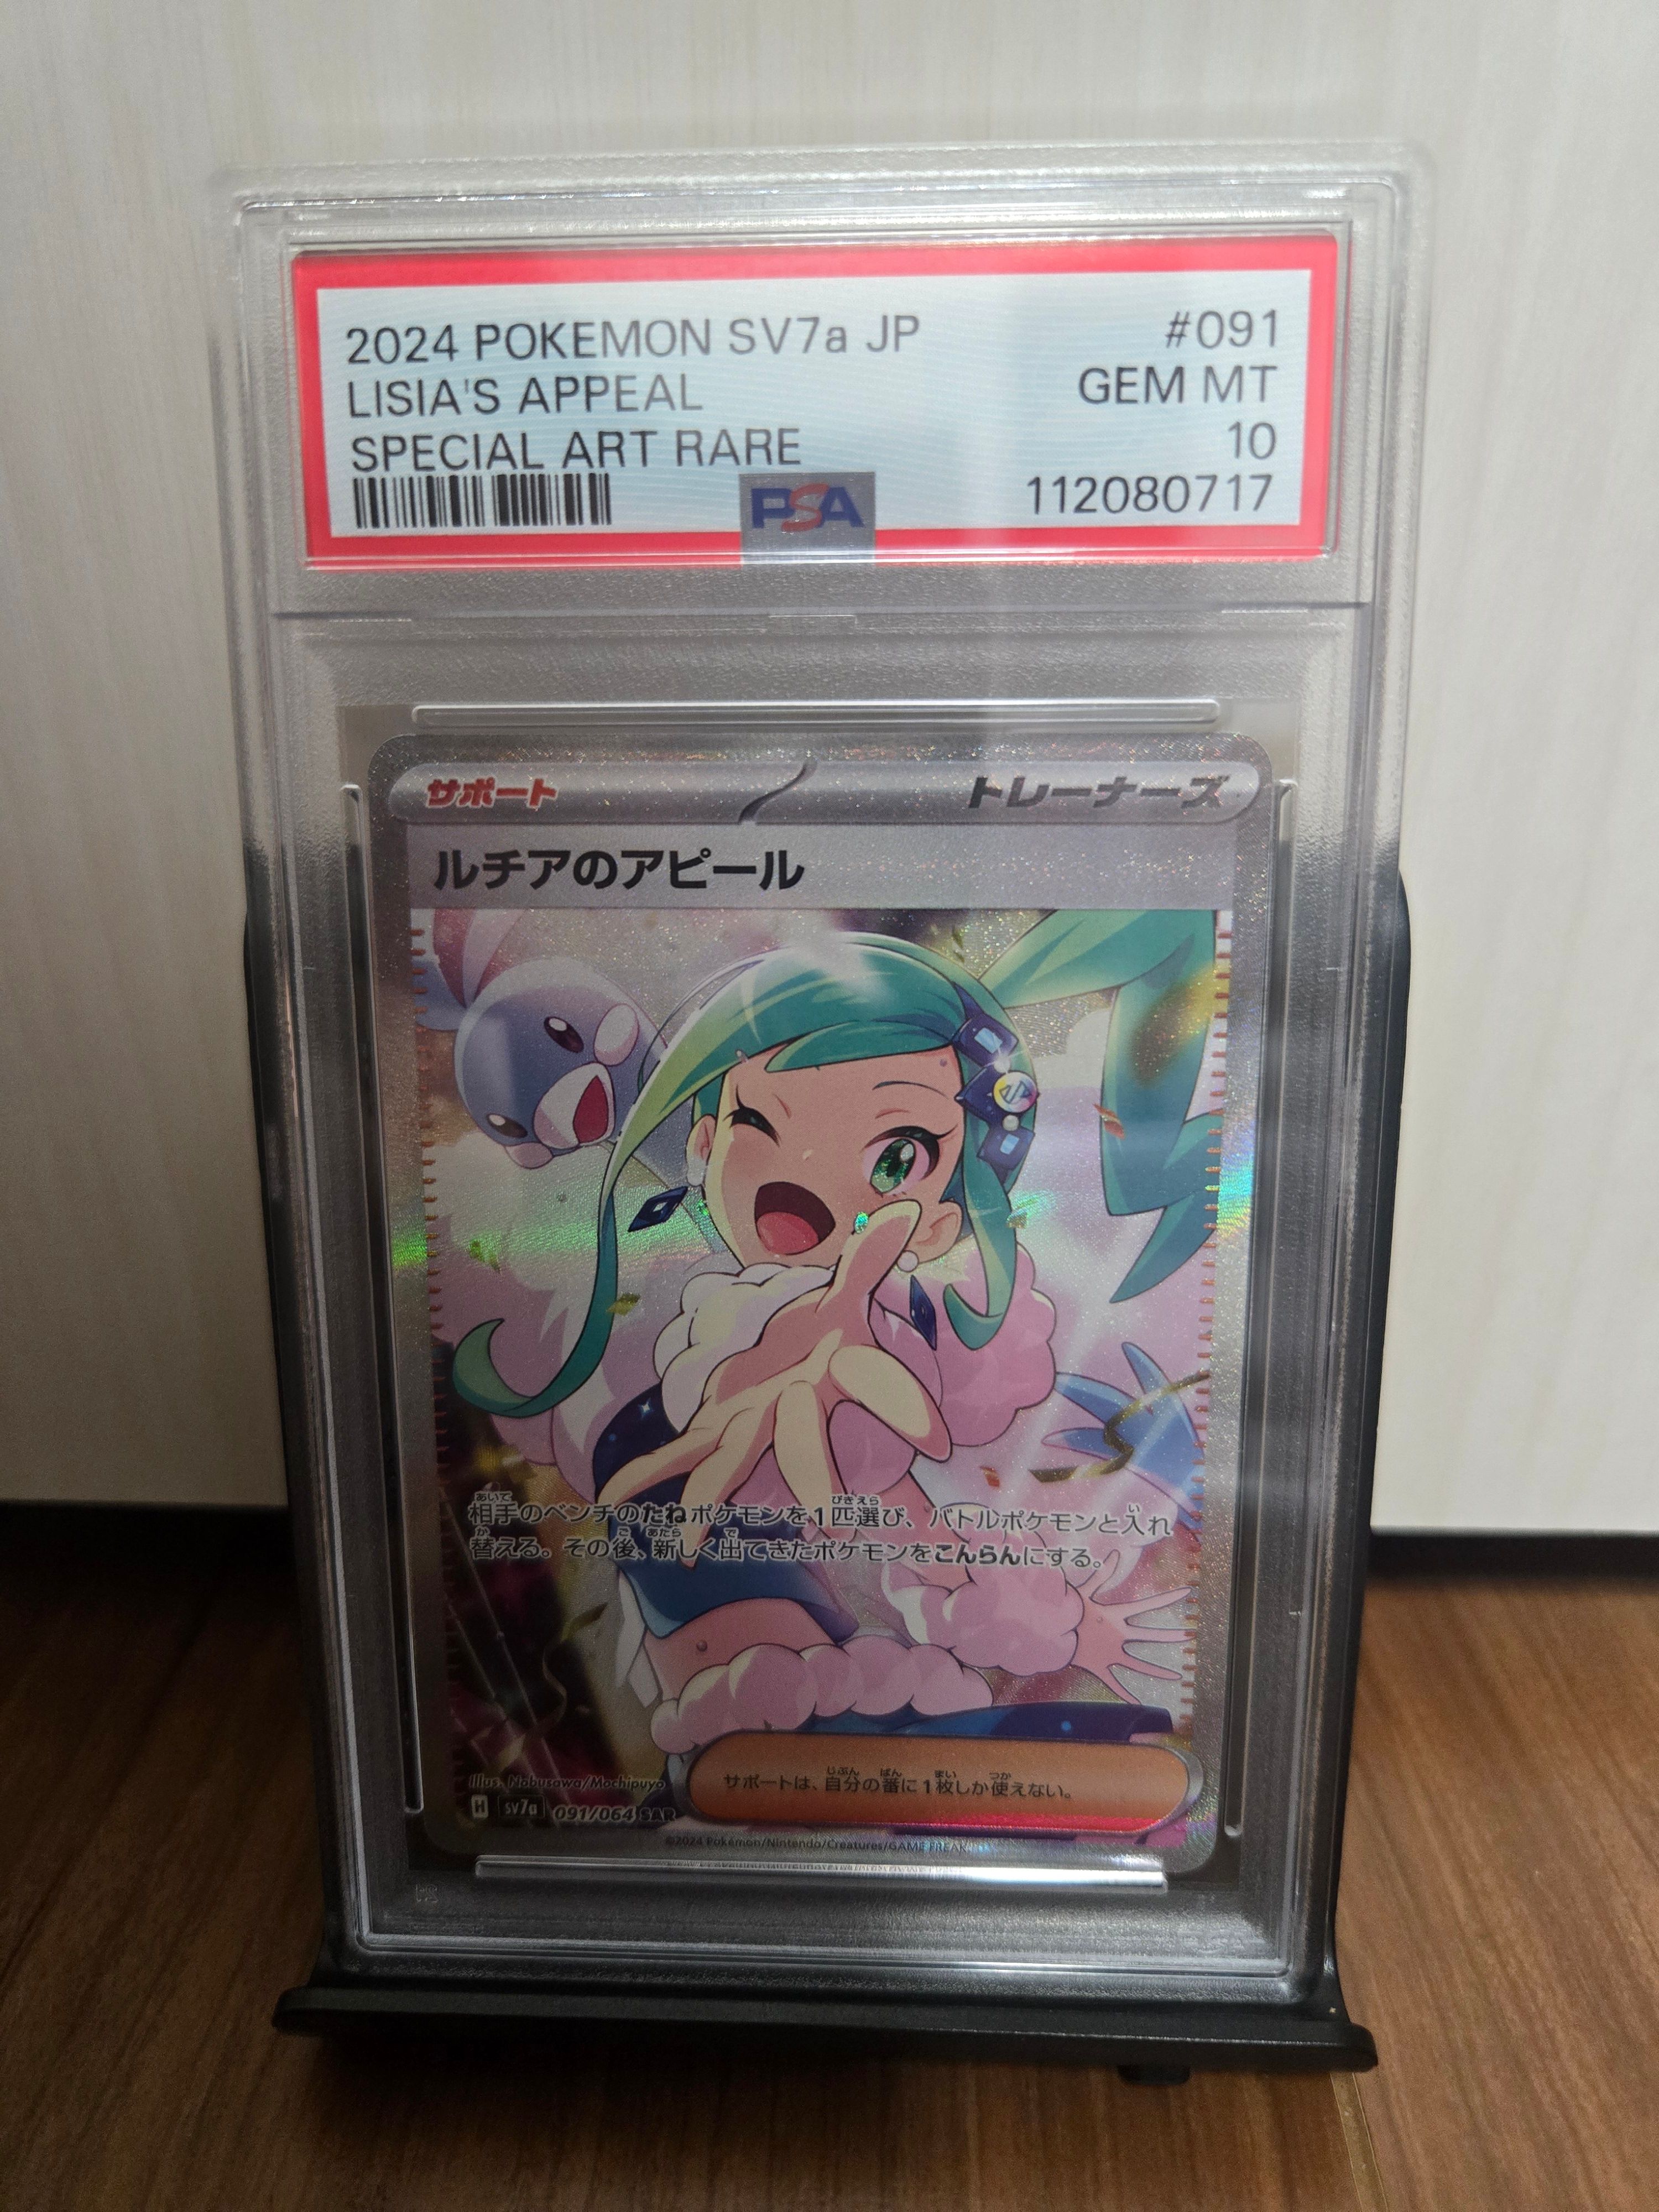 2024 POKEMON SV7a JP #091
LISIA'S APPEAL GEM MT
SPECIAL ART RARE 10
PSA 112080717
サポート トレーナーズ
ルチアのアピール
相手のベンチのたねポケモンを1匹選び、バトルポケモンと入れ
替える。その後、新しく出てきたポケモンをこんらんにする。
サポートは、自分の番に1枚しか使えない。
Illus. Nobusawa/Mochipuyo
H sv7a 091/064 SAR
©2024 Pokémon/Nintendo/Creatures/GAME FREAK.